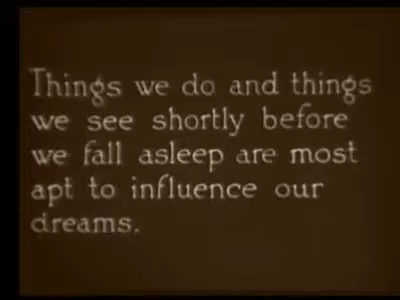 Things we do and things
we see shortly before
we fall asleep are most
apt to influence our
dreams.